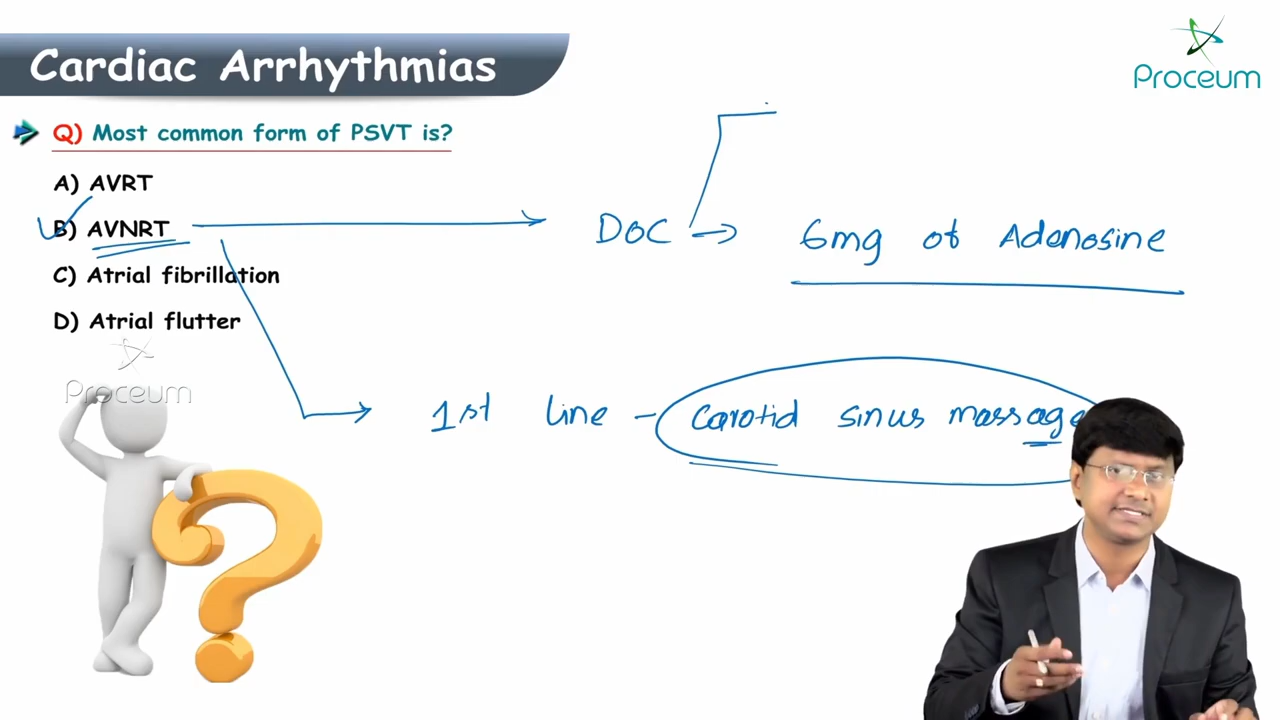 Cardiac Arrhythmias
Proceum
Q) Most common form of PSVT is?
A) AVRT
B) AVNRT
DOC → 6mg of Adenosine
C) Atrial fibrillation
D) Atrial flutter
Proceum
1st line - carotid sinus massage